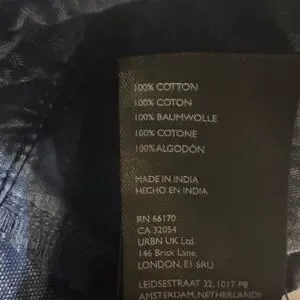 100% COTTON
100% COTON
100% BAUMWOLLE
100% COTONE
100% ALGODÓN
MADE IN INDIA
HECHO EN INDIA
RN 66170
CA 32054
URBN UK Ltd.
146 Brick Lane,
LONDON, E1 6RU
LEIDSESTRAAT 32, 1017 PB
AMSTERDAM, NETHERLANDS